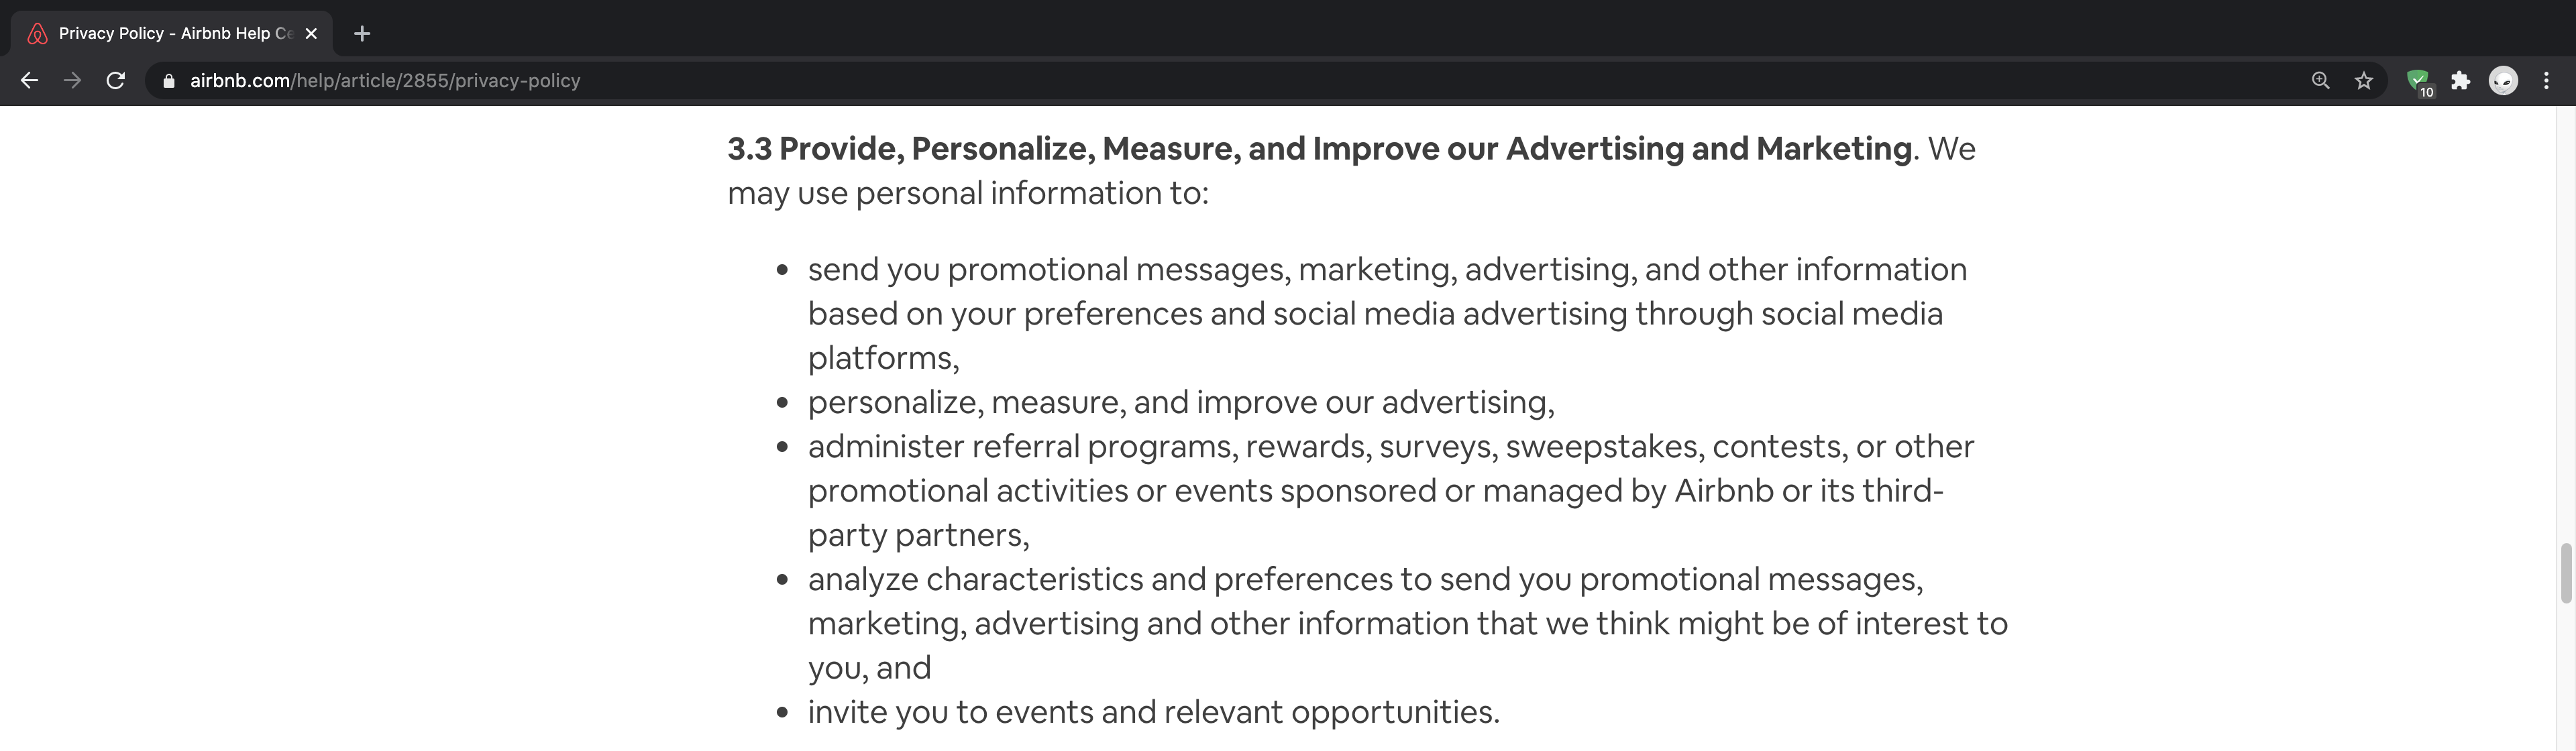 Privacy Policy - Airbnb Help Ce
airbnb.com/help/article/2855/privacy-policy
10
3.3 Provide, Personalize, Measure, and Improve our Advertising and Marketing. We
may use personal information to:
• send you promotional messages, marketing, advertising, and other information
based on your preferences and social media advertising through social media
platforms,
• personalize, measure, and improve our advertising,
• administer referral programs, rewards, surveys, sweepstakes, contests, or other
promotional activities or events sponsored or managed by Airbnb or its third-
party partners,
• analyze characteristics and preferences to send you promotional messages,
marketing, advertising and other information that we think might be of interest to
you, and
• invite you to events and relevant opportunities.